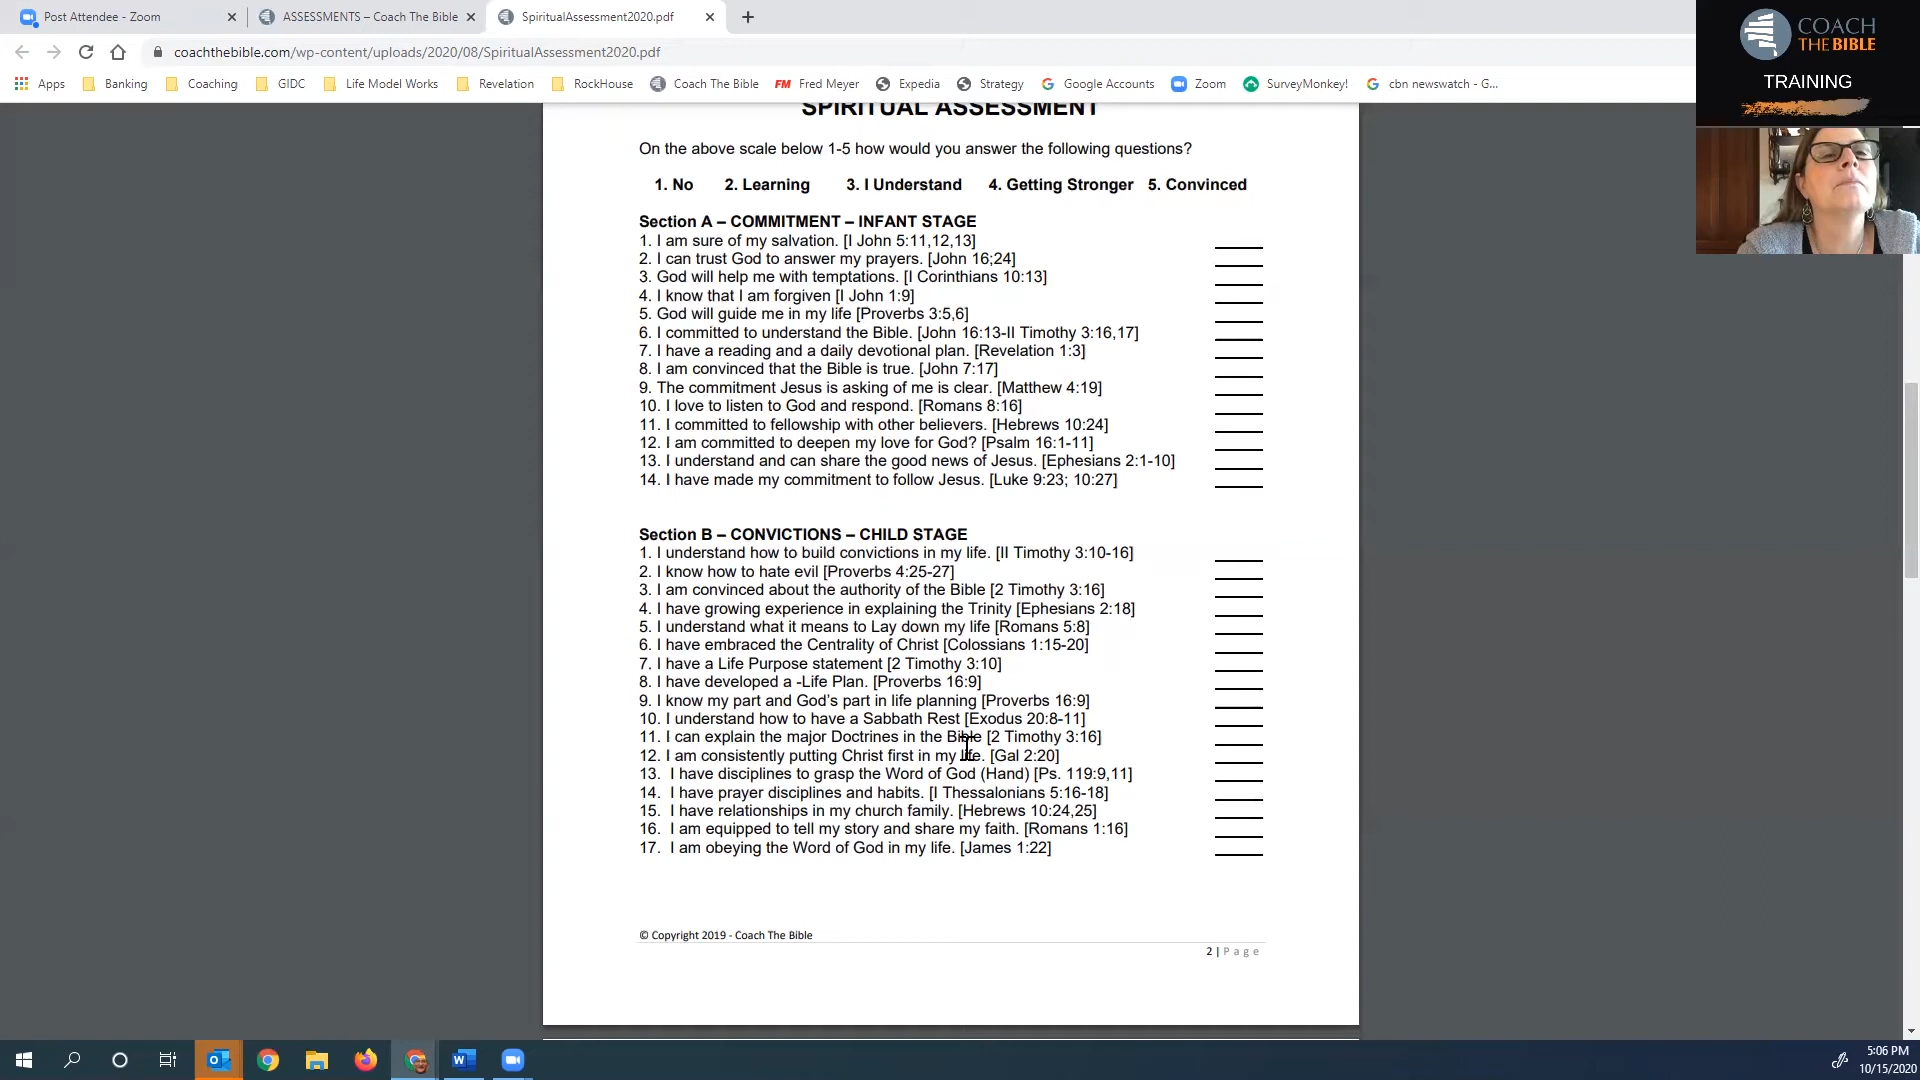 Post Attendee - Zoom
ASSESSMENTS – Coach The Bible
SpiritualAssessment2020.pdf
coachthebible.com/wp-content/uploads/2020/08/SpiritualAssessment2020.pdf
Apps
Banking
Coaching
GIDC
Life Model Works
Revelation
RockHouse
Coach The Bible
FM Fred Meyer
Expedia
Strategy
Google Accounts
Zoom
SurveyMonkey!
cbn newswatch - G...
COACH
THE BIBLE
TRAINING
SPIRITUAL ASSESSMENT
On the above scale below 1-5 how would you answer the following questions?
1. No 2. Learning 3. I Understand 4. Getting Stronger 5. Convinced
Section A – COMMITMENT – INFANT STAGE
1. I am sure of my salvation. [I John 5:11,12,13]
2. I can trust God to answer my prayers. [John 16;24]
3. God will help me with temptations. [I Corinthians 10:13]
4. I know that I am forgiven [I John 1:9]
5. God will guide me in my life [Proverbs 3:5,6]
6. I committed to understand the Bible. [John 16:13-II Timothy 3:16,17]
7. I have a reading and a daily devotional plan. [Revelation 1:3]
8. I am convinced that the Bible is true. [John 7:17]
9. The commitment Jesus is asking of me is clear. [Matthew 4:19]
10. I love to listen to God and respond. [Romans 8:16]
11. I committed to fellowship with other believers. [Hebrews 10:24]
12. I am committed to deepen my love for God? [Psalm 16:1-11]
13. I understand and can share the good news of Jesus. [Ephesians 2:1-10]
14. I have made my commitment to follow Jesus. [Luke 9:23; 10:27]
Section B – CONVICTIONS – CHILD STAGE
1. I understand how to build convictions in my life. [II Timothy 3:10-16]
2. I know how to hate evil [Proverbs 4:25-27]
3. I am convinced about the authority of the Bible [2 Timothy 3:16]
4. I have growing experience in explaining the Trinity [Ephesians 2:18]
5. I understand what it means to Lay down my life [Romans 5:8]
6. I have embraced the Centrality of Christ [Colossians 1:15-20]
7. I have a Life Purpose statement [2 Timothy 3:10]
8. I have developed a -Life Plan. [Proverbs 16:9]
9. I know my part and God's part in life planning [Proverbs 16:9]
10. I understand how to have a Sabbath Rest [Exodus 20:8-11]
11. I can explain the major Doctrines in the Bible [2 Timothy 3:16]
12. I am consistently putting Christ first in my life. [Gal 2:20]
13. I have disciplines to grasp the Word of God (Hand) [Ps. 119:9,11]
14. I have prayer disciplines and habits. [I Thessalonians 5:16-18]
15. I have relationships in my church family. [Hebrews 10:24,25]
16. I am equipped to tell my story and share my faith. [Romans 1:16]
17. I am obeying the Word of God in my life. [James 1:22]
© Copyright 2019 - Coach The Bible
2 | Page
5:06 PM
10/15/2020